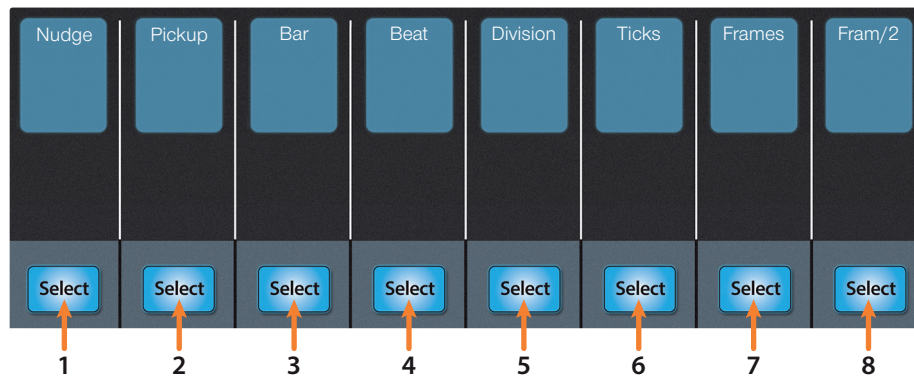 Nudge Pickup Bar Beat Division Ticks Frames Fram/2
Select Select Select Select Select Select Select Select
1 2 3 4 5 6 7 8